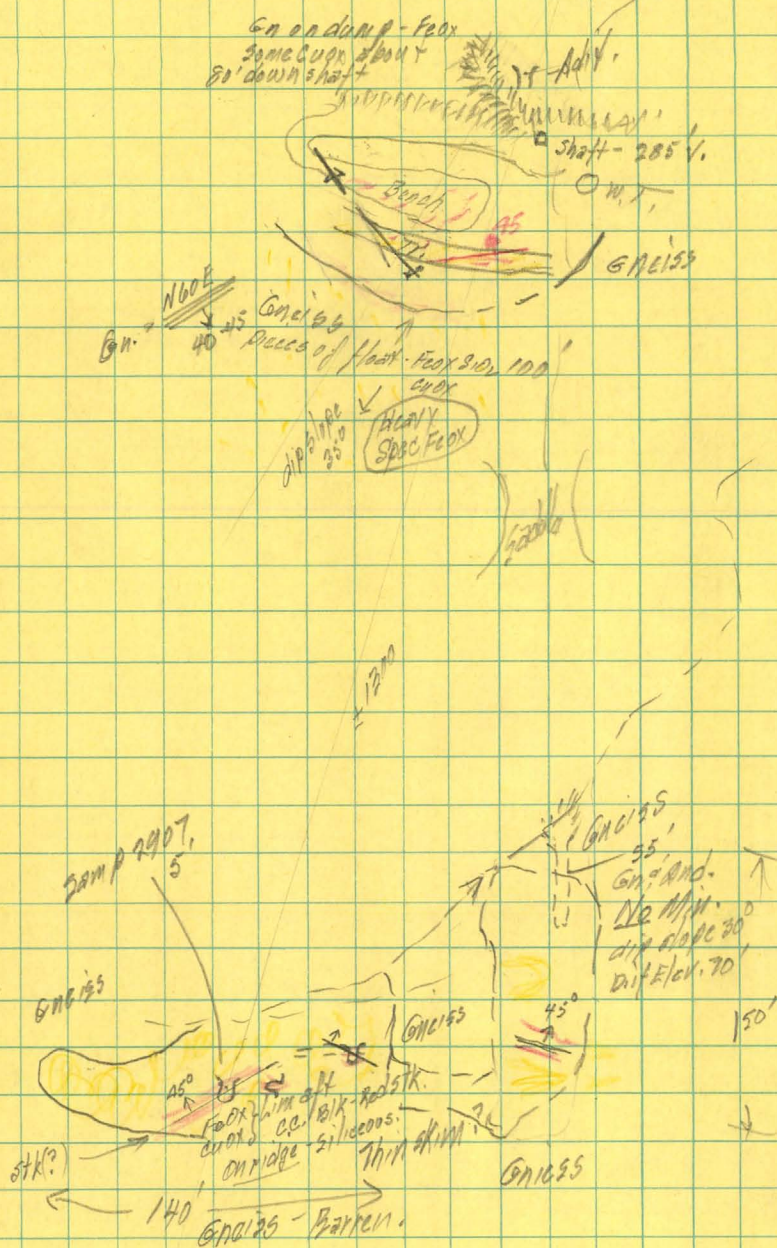 Gn on dump - Feox
Some Cuox about
80' down shaft
Adit.
Shaft - 285'V.
W.T.
Bench
45
Gneiss
N60E
Gn.
40-45
Gneiss
pieces of float - Feox SiO2 100'
cuox
dip slope
35°
Heavy
Spec Feox
Saddle
±1300
Samp 2907,
5'
Gneiss
55'
Gn & And.
No Min.
dip slope 30°
Dif Elev. 70'
Gneiss
Gneiss
45°
150'
45°
Feox } Lim aft
cuox } c.c. Blk-Red stk.
on ridge - Siliceous.
Thin skim?
stk(?)
140'
Gneiss
Gneiss - Barren.